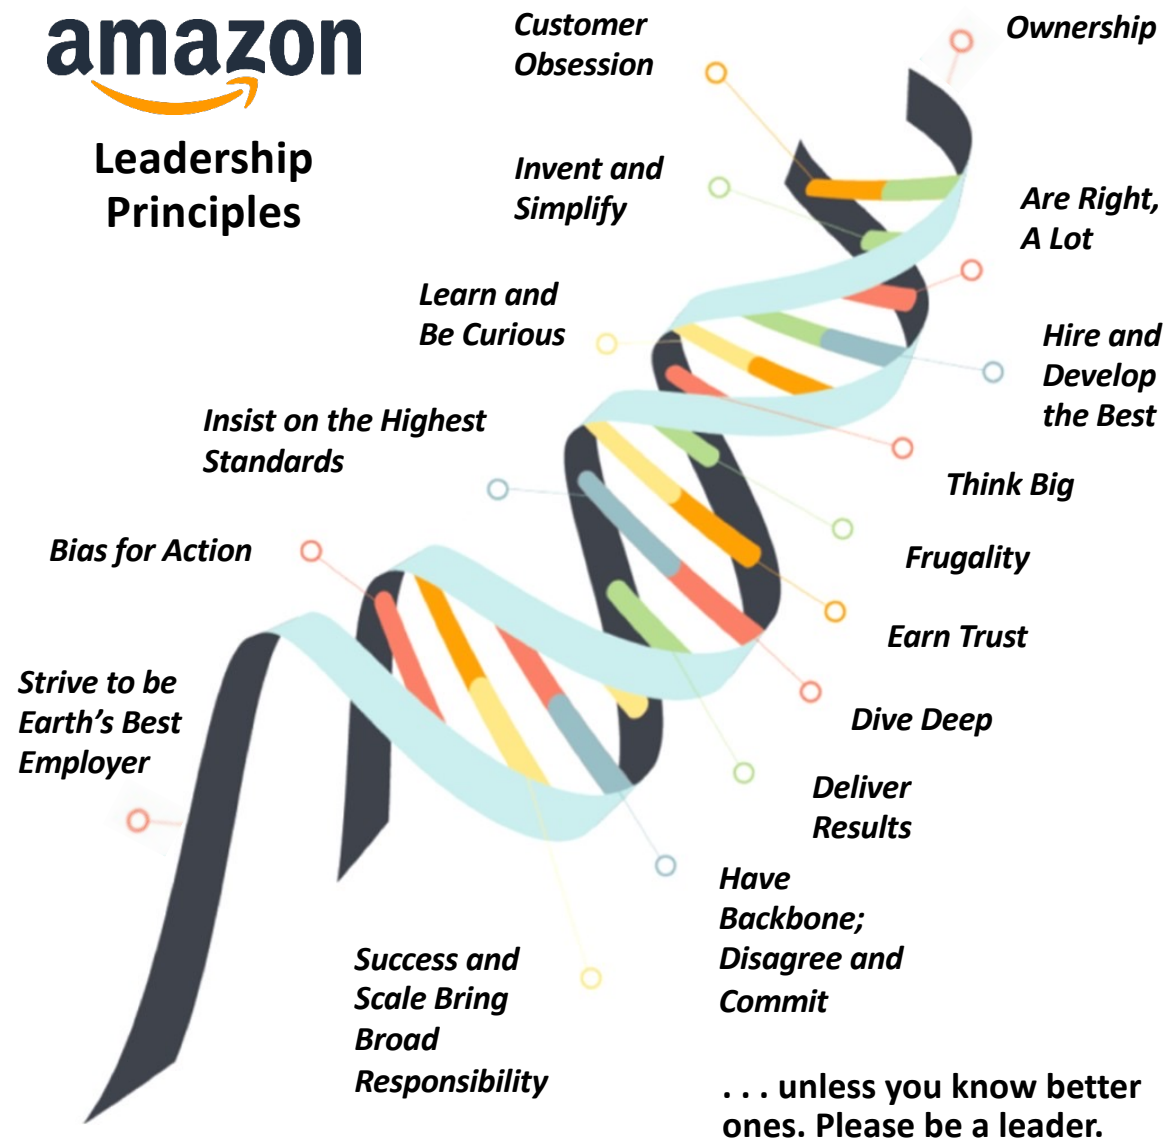 amazon
Leadership
Principles
Customer
Obsession
Ownership
Invent and
Simplify
Are Right,
A Lot
Learn and
Be Curious
Hire and
Develop
the Best
Insist on the Highest
Standards
Think Big
Bias for Action
Frugality
Earn Trust
Strive to be
Earth’s Best
Employer
Dive Deep
Deliver
Results
Have
Backbone;
Disagree and
Commit
Success and
Scale Bring
Broad
Responsibility
. . . unless you know better
ones. Please be a leader.